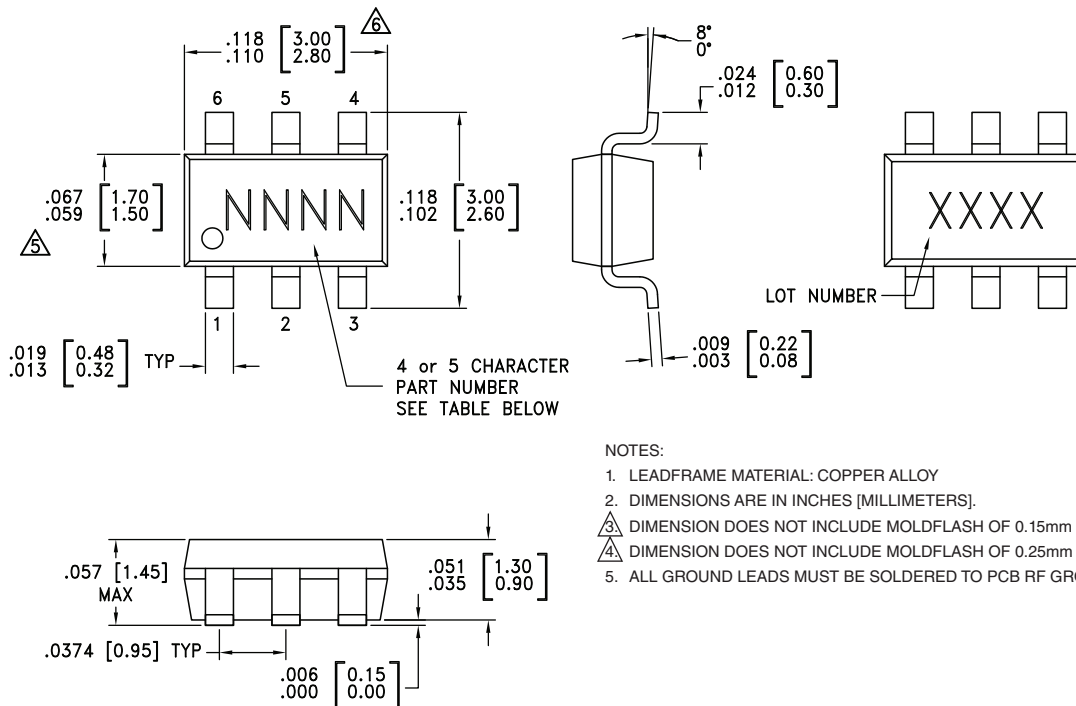 6
.118 [3.00
.110 2.80]
6 5 4
.067 [1.70
.059 1.50]
5
NNNN
.118 [3.00
.102 2.60]
1 2 3
.019 [0.48
.013 0.32] TYP
4 or 5 CHARACTER
PART NUMBER
SEE TABLE BELOW
8°
0°
.024 [0.60
.012 0.30]
.009 [0.22
.003 0.08]
XXXX
LOT NUMBER
.057 [1.45]
MAX
.051 [1.30
.035 0.90]
.0374 [0.95] TYP
.006 [0.15
.000 0.00]
NOTES:
1. LEADFRAME MATERIAL: COPPER ALLOY
2. DIMENSIONS ARE IN INCHES [MILLIMETERS].
3. DIMENSION DOES NOT INCLUDE MOLDFLASH OF 0.15mm
4. DIMENSION DOES NOT INCLUDE MOLDFLASH OF 0.25mm
5. ALL GROUND LEADS MUST BE SOLDERED TO PCB RF